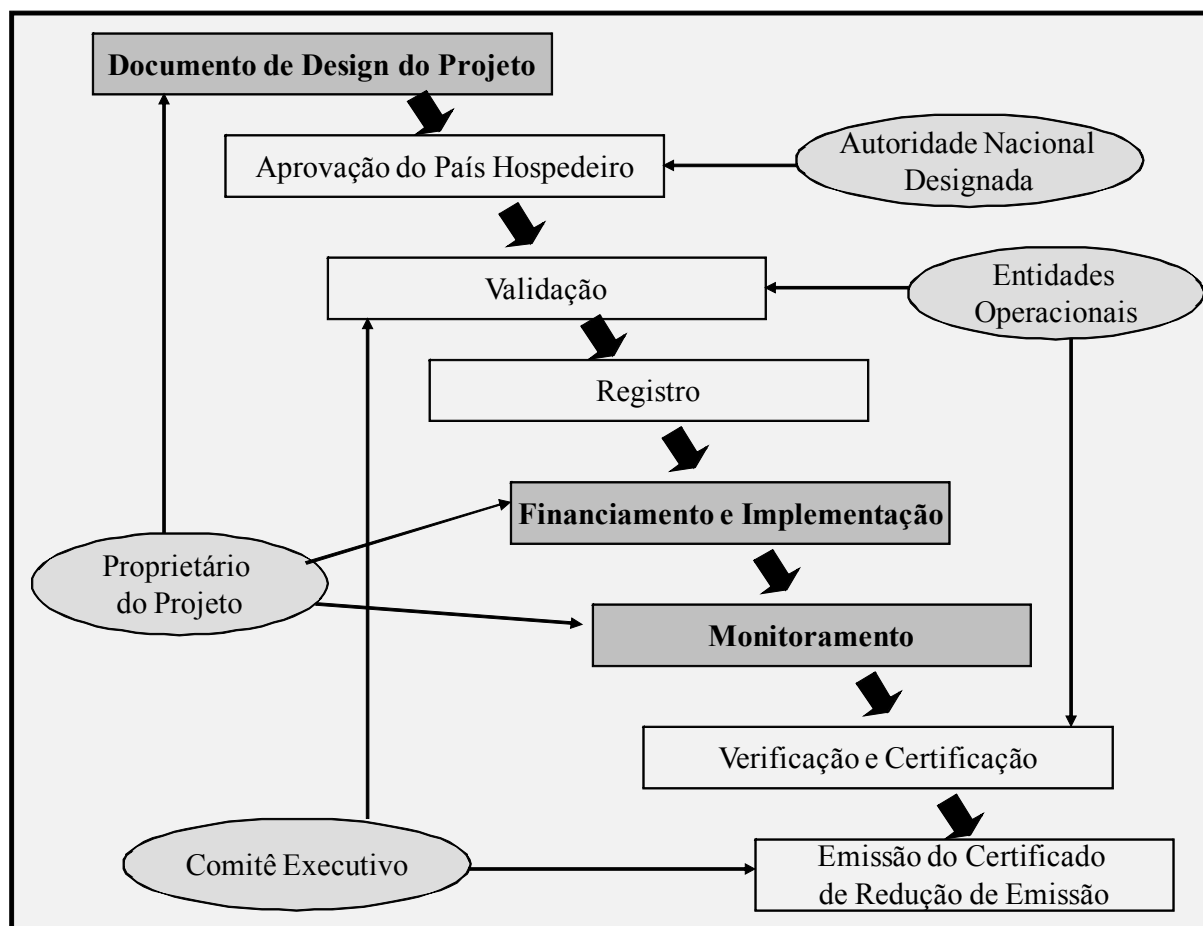 Documento de Design do Projeto
Aprovação do País Hospedeiro
Autoridade Nacional
Designada
Validação
Entidades
Operacionais
Registro
Financiamento e Implementação
Proprietário
do Projeto
Monitoramento
Verificação e Certificação
Comitê Executivo
Emissão do Certificado
de Redução de Emissão